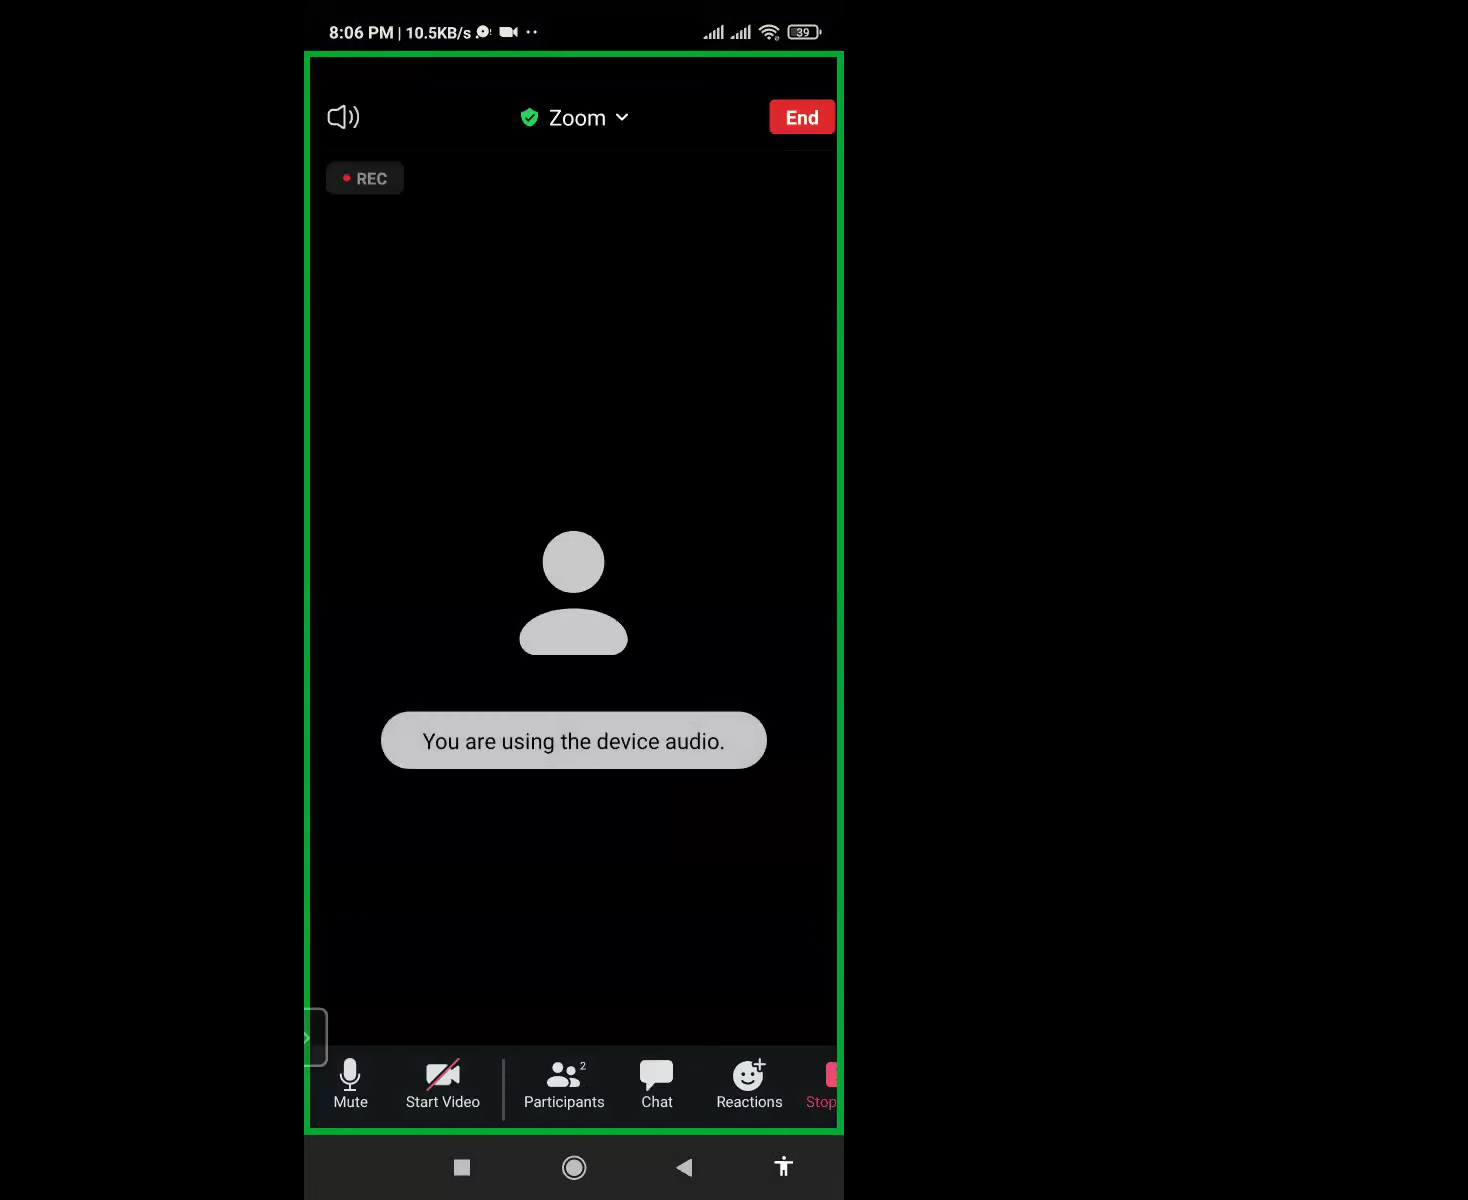 8:06 PM | 10.5KB/s
39
Zoom
End
REC
You are using the device audio.
2
Mute
Start Video
Participants
Chat
Reactions
Stop